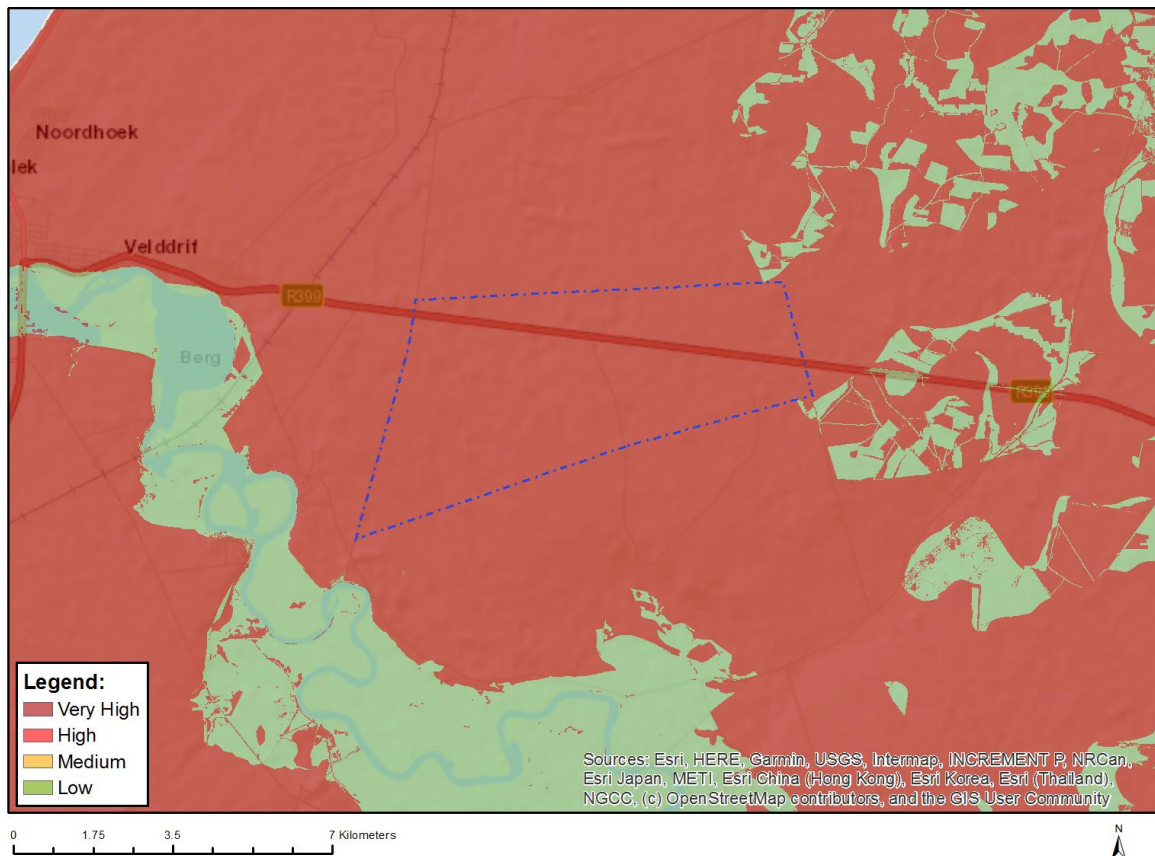 Noordhoek
lek
Velddrif
R399
Berg
R399
Legend:
Very High
High
Medium
Low
Sources: Esri, HERE, Garmin, USGS, Intermap, INCREMENT P, NRCan,
Esri Japan, METI, Esri China (Hong Kong), Esri Korea, Esri (Thailand),
NGCC, (c) OpenStreetMap contributors, and the GIS User Community
0 1.75 3.5 7 Kilometers
N